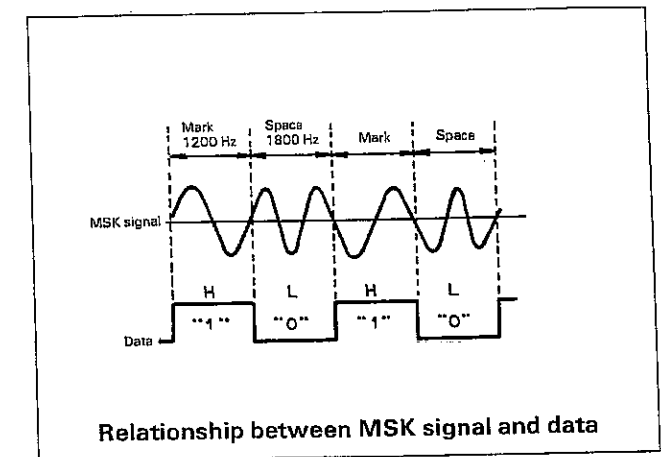 Mark Space
1200 Hz 1800 Hz Mark Space
MSK signal
H L H L
"1" "0" "1" "0"
Data
Relationship between MSK signal and data